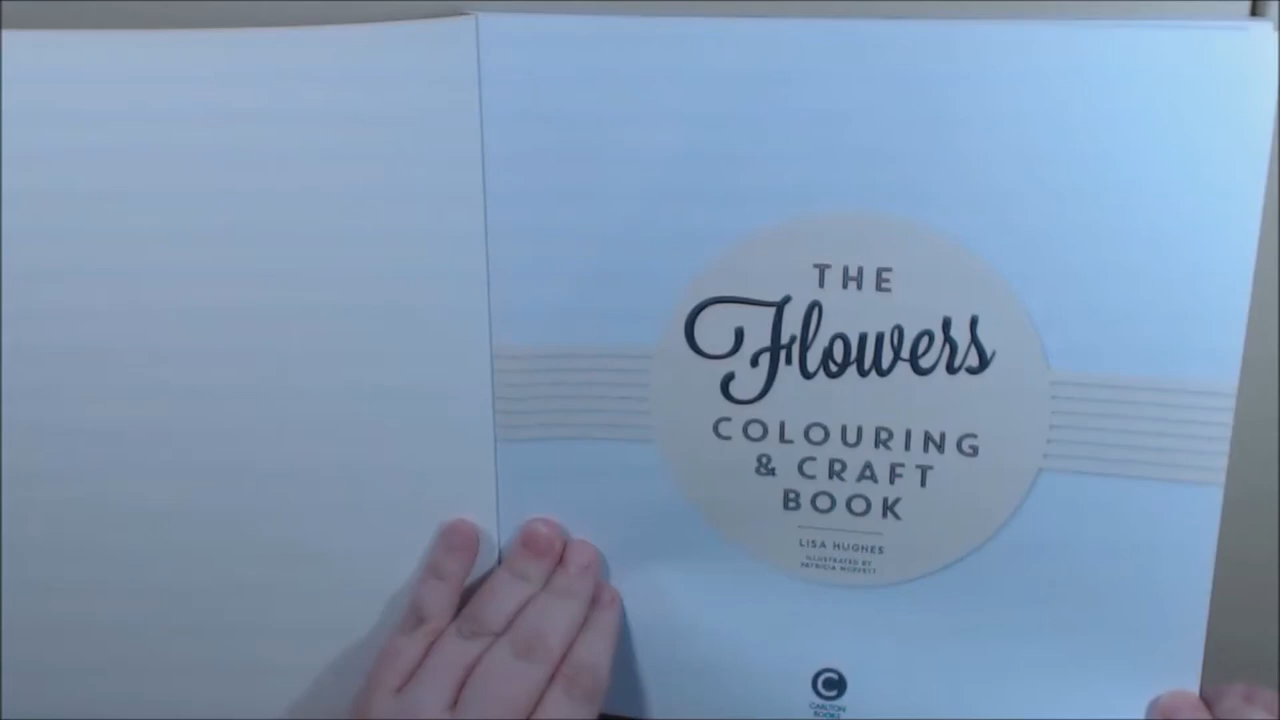 THE
Flowers
COLOURING
& CRAFT
BOOK
LISA HUGHES
ILLUSTRATED BY
PATRICIA MOFFETT
C
CARLTON
BOOKS